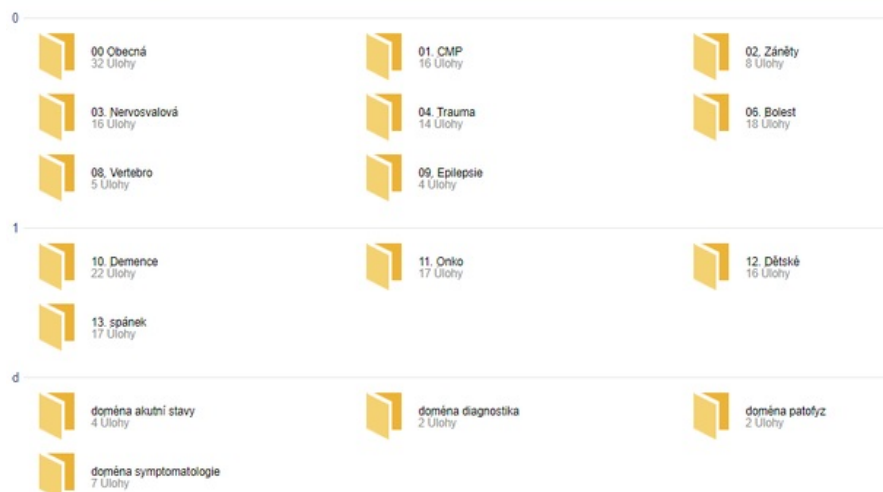 0
00 Obecná
32 Úlohy
01. CMP
16 Úlohy
02, Záněty
8 Úlohy
03. Nervosvalová
16 Úlohy
04. Trauma
14 Úlohy
06. Bolest
18 Úlohy
08, Vertebro
5 Úlohy
09, Epilepsie
4 Úlohy
1
10. Demence
22 Úlohy
11. Onko
17 Úlohy
12. Dětské
16 Úlohy
13. spánek
17 Úlohy
d
doména akutní stavy
4 Úlohy
doména diagnostika
2 Úlohy
doména patofyz
2 Úlohy
doména symptomatologie
7 Úlohy